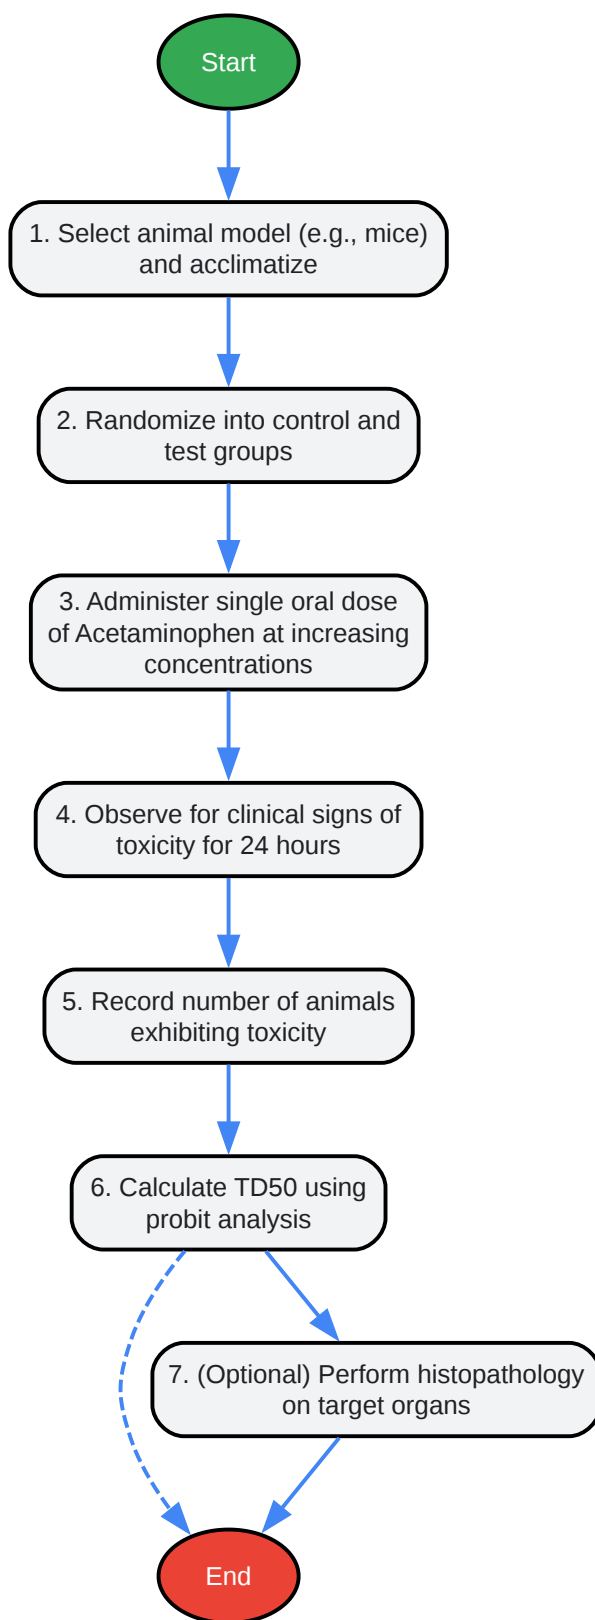 Start
1. Select animal model (e.g., mice)
and acclimatize
2. Randomize into control and
test groups
3. Administer single oral dose
of Acetaminophen at increasing
concentrations
4. Observe for clinical signs of
toxicity for 24 hours
5. Record number of animals
exhibiting toxicity
6. Calculate TD50 using
probit analysis
7. (Optional) Perform histopathology
on target organs
End